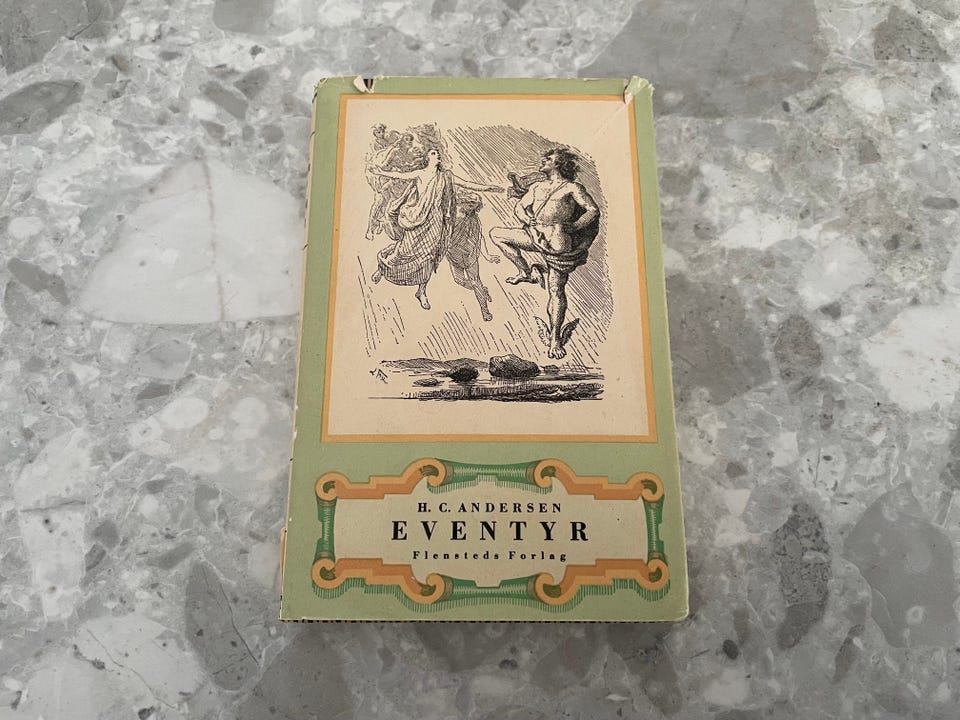 H. C. ANDERSEN
EVENTYR
Flensteds Forlag